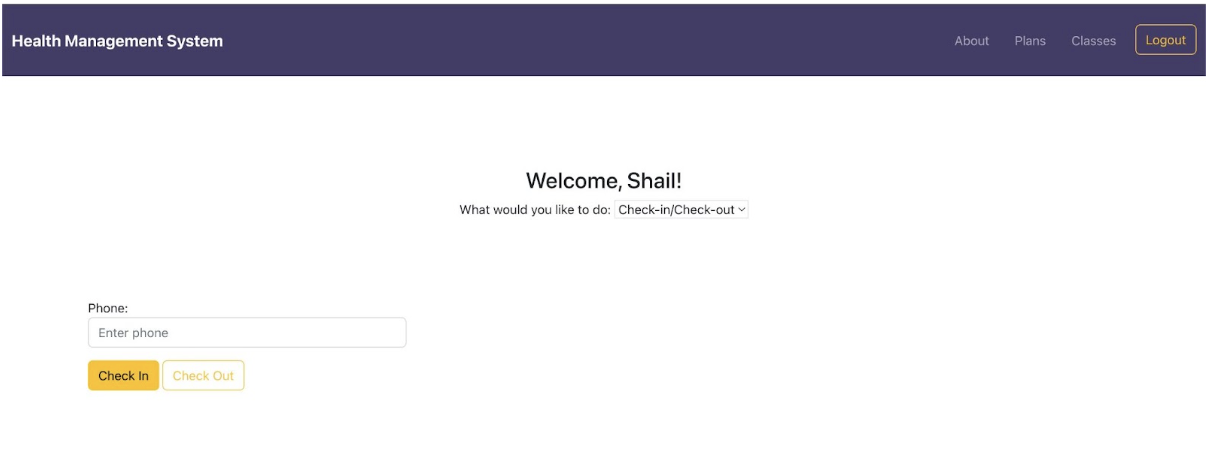 Health Management System
About Plans Classes Logout
Welcome, Shail!
What would you like to do: Check-in/Check-out
Phone:
Enter phone
Check In Check Out